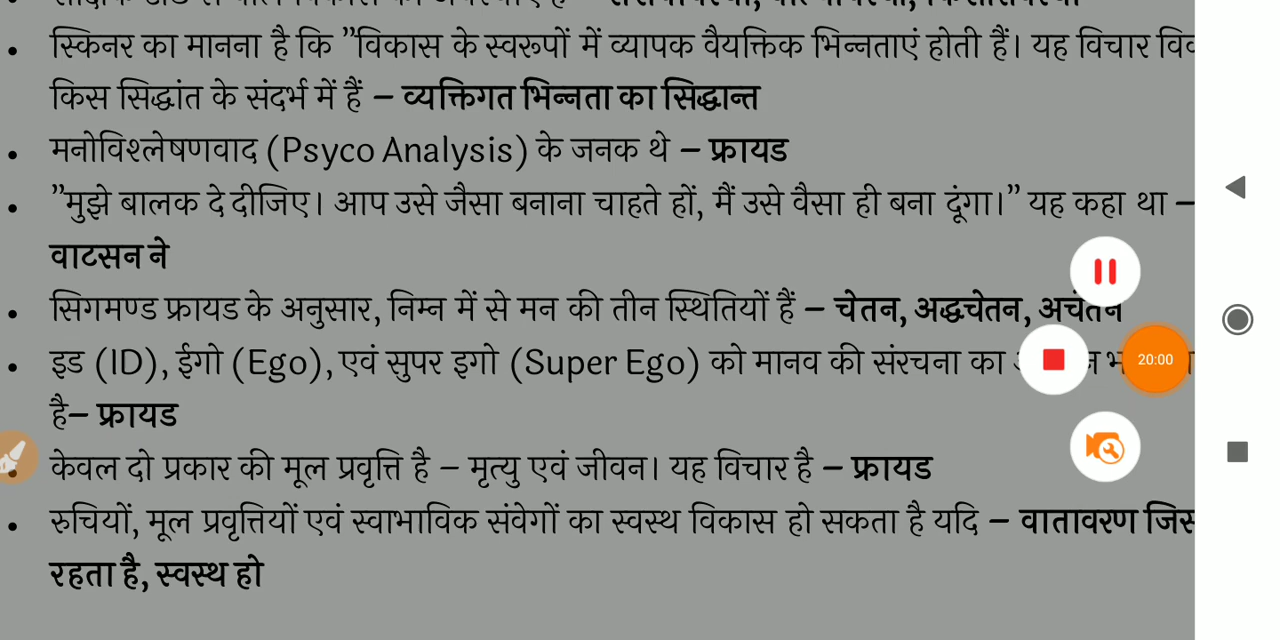 स्किनर का मानना है कि ”विकास के स्वरूपों में व्यापक वैयक्तिक भिन्नताएं होती हैं। यह विचार
किस सिद्धांत के संदर्भ में हैं – व्यक्तिगत भिन्नता का सिद्धान्त
मनोविश्लेषणवाद (Psyco Analysis) के जनक थे – फ्रायड
”मुझे बालक दे दीजिए। आप उसे जैसा बनाना चाहते हों, मैं उसे वैसा ही बना दूंगा।” यह कहा था –
वाटसन ने
सिगमण्ड फ्रायड के अनुसार, निम्न में से मन की तीन स्थितियों हैं – चेतन, अद्धचेतन, अचेतन
इड (ID), ईगो (Ego), एवं सुपर इगो (Super Ego) को मानव की संरचना का
है– फ्रायड
20:00
केवल दो प्रकार की मूल प्रवृत्ति है – मृत्यु एवं जीवन। यह विचार है – फ्रायड
रुचियों, मूल प्रवृत्तियों एवं स्वाभाविक संवेगों का स्वस्थ विकास हो सकता है यदि – वातावरण
रहता है, स्वस्थ हो